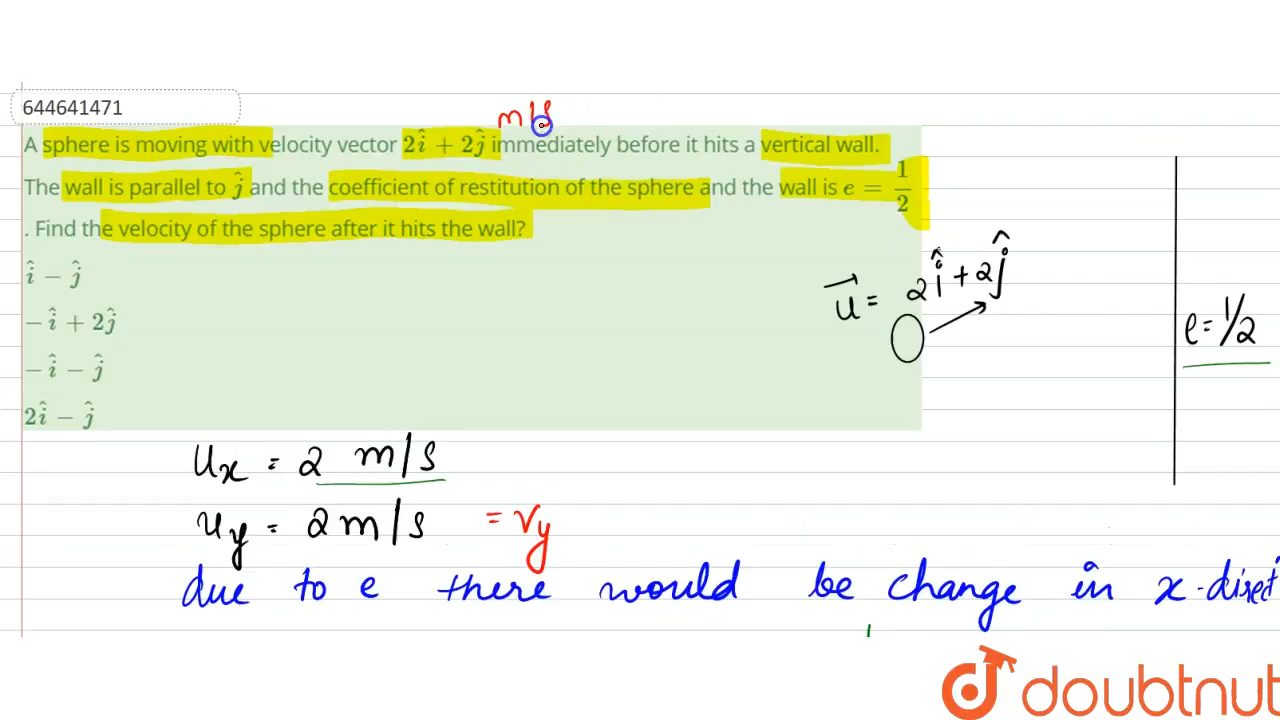 644641471
m/s
A sphere is moving with velocity vector 2î + 2ĵ immediately before it hits a vertical wall.
The wall is parallel to ĵ and the coefficient of restitution of the sphere and the wall is e = 1/2
. Find the velocity of the sphere after it hits the wall?
î − ĵ
−î + 2ĵ
−î − ĵ
2î − ĵ
u⃗ = 2î + 2ĵ
e = 1/2
ux = 2 m/s
uy = 2 m/s = vy
due to e there would be change in x-direct
doubtnut